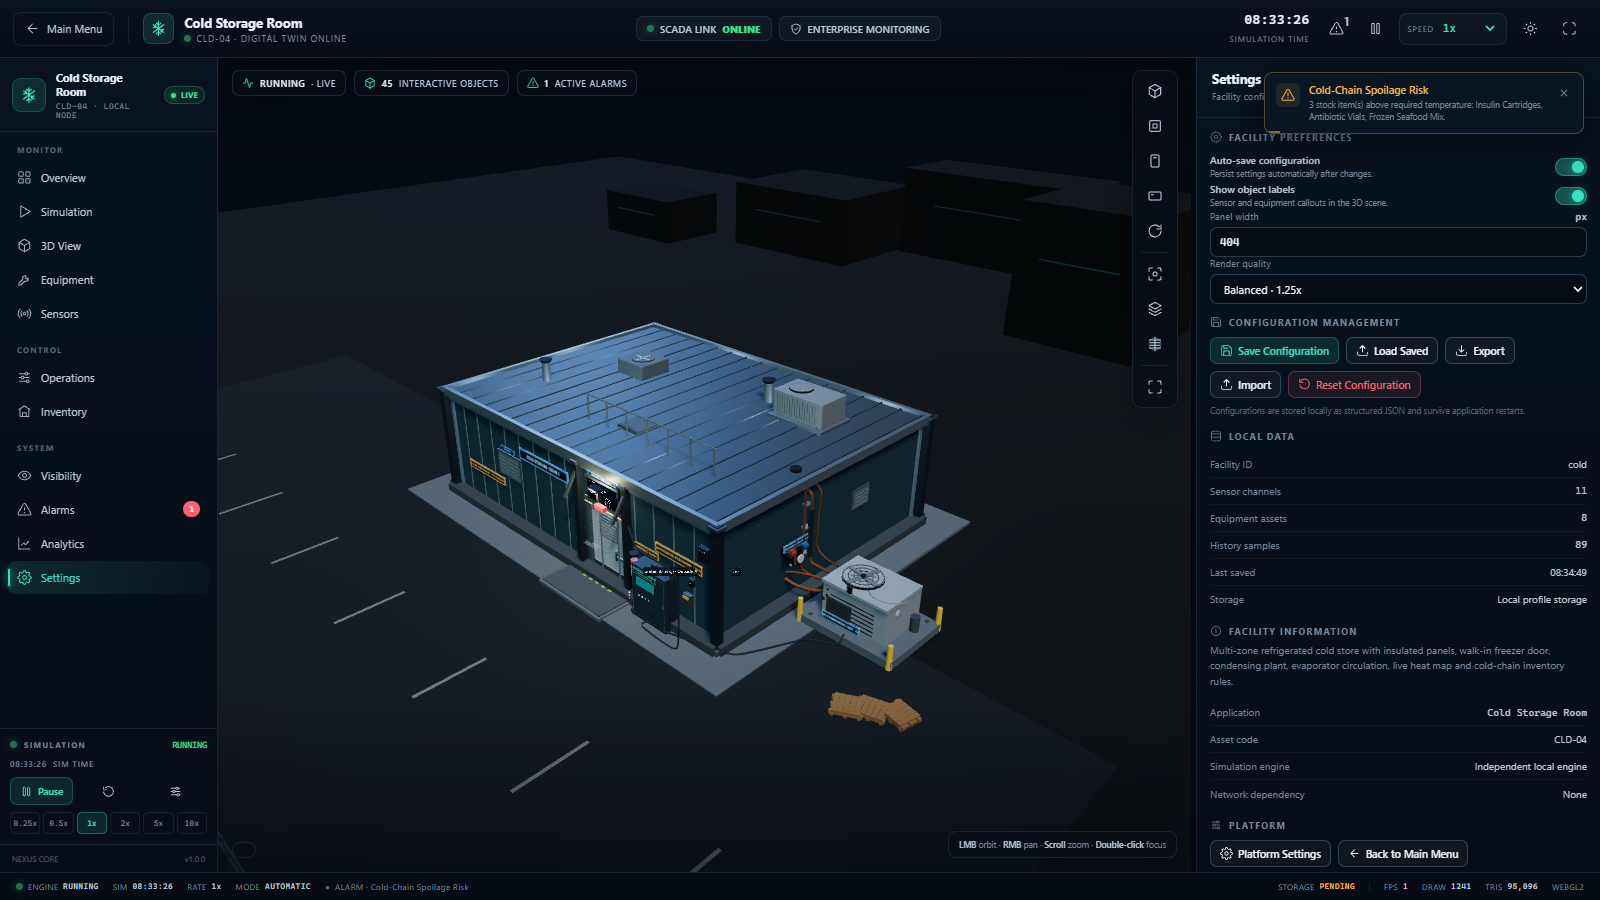 Main Menu
Cold Storage Room
CLD-04 · DIGITAL TWIN ONLINE
SCADA LINK ONLINE
ENTERPRISE MONITORING
08:33:26
SIMULATION TIME
1
SPEED 1x
Cold Storage Room
CLD-04 · LOCAL NODE
LIVE
MONITOR
Overview
Simulation
3D View
Equipment
Sensors
CONTROL
Operations
Inventory
SYSTEM
Visibility
Alarms
1
Analytics
Settings
SIMULATION
RUNNING
08:33:26 SIM TIME
Pause
0.25x
0.5x
1x
2x
5x
10x
NEXUS CORE
v1.0.0
RUNNING - LIVE
45 INTERACTIVE OBJECTS
1 ACTIVE ALARMS
LMB orbit · RMB pan · Scroll zoom · Double-click focus
Settings
Facility confi
Cold-Chain Spoilage Risk
3 stock item(s) above required temperature: Insulin Cartridges,
Antibiotic Vials, Frozen Seafood Mix.
FACILITY PREFERENCES
Auto-save configuration
Persist settings automatically after changes.
Show object labels
Sensor and equipment callouts in the 3D scene.
Panel width
px
404
Render quality
Balanced · 1.25x
CONFIGURATION MANAGEMENT
Save Configuration
Load Saved
Export
Import
Reset Configuration
Configurations are stored locally as structured JSON and survive application restarts.
LOCAL DATA
Facility ID
cold
Sensor channels
11
Equipment assets
8
History samples
89
Last saved
08:34:49
Storage
Local profile storage
FACILITY INFORMATION
Multi-zone refrigerated cold store with insulated panels, walk-in freezer door,
condensing plant, evaporator circulation, live heat map and cold-chain inventory
rules.
Application
Cold Storage Room
Asset code
CLD-04
Simulation engine
Independent local engine
Network dependency
None
PLATFORM
Platform Settings
Back to Main Menu
ENGINE RUNNING
SIM 08:33:26
RATE 1x
MODE AUTOMATIC
ALARM · Cold-Chain Spoilage Risk
STORAGE PENDING
FPS 1
DRAW 1241
TRIS 95,096
WEBGL2